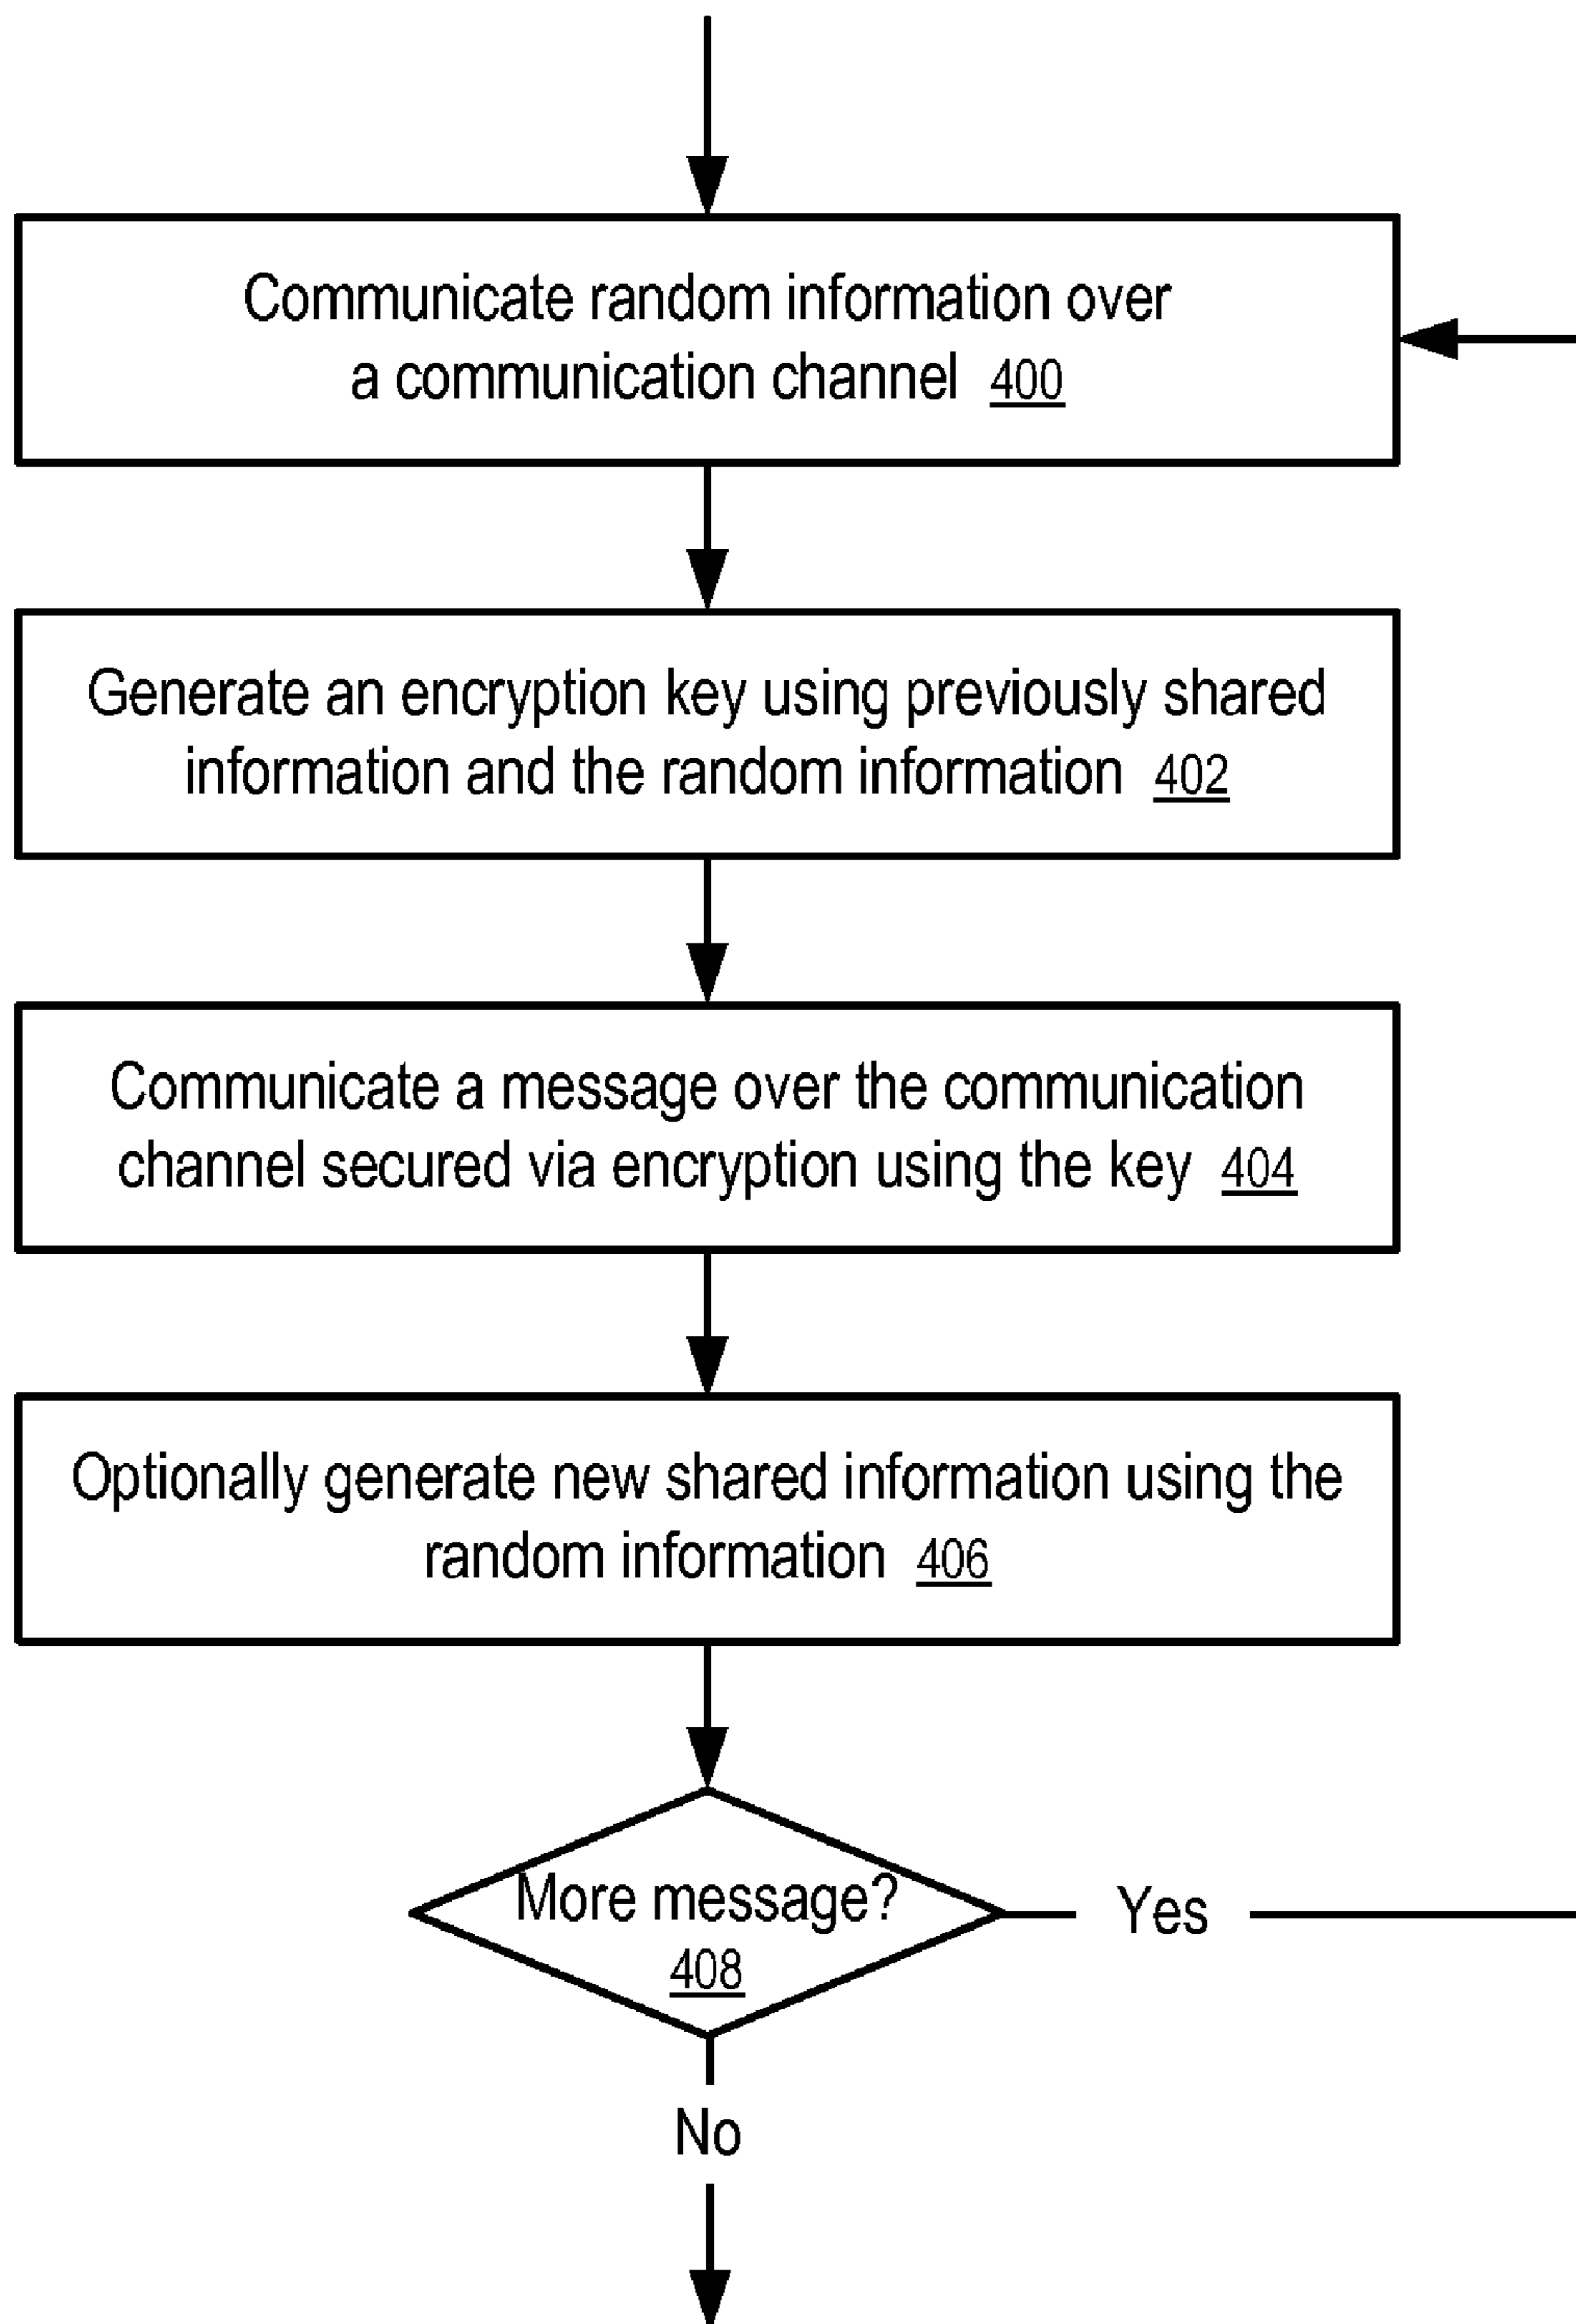 Communicate random information over
a communication channel 400
Generate an encryption key using previously shared
information and the random information 402
Communicate a message over the communication
channel secured via encryption using the key 404
Optionally generate new shared information using the
random information 406
More message?
408
Yes
No